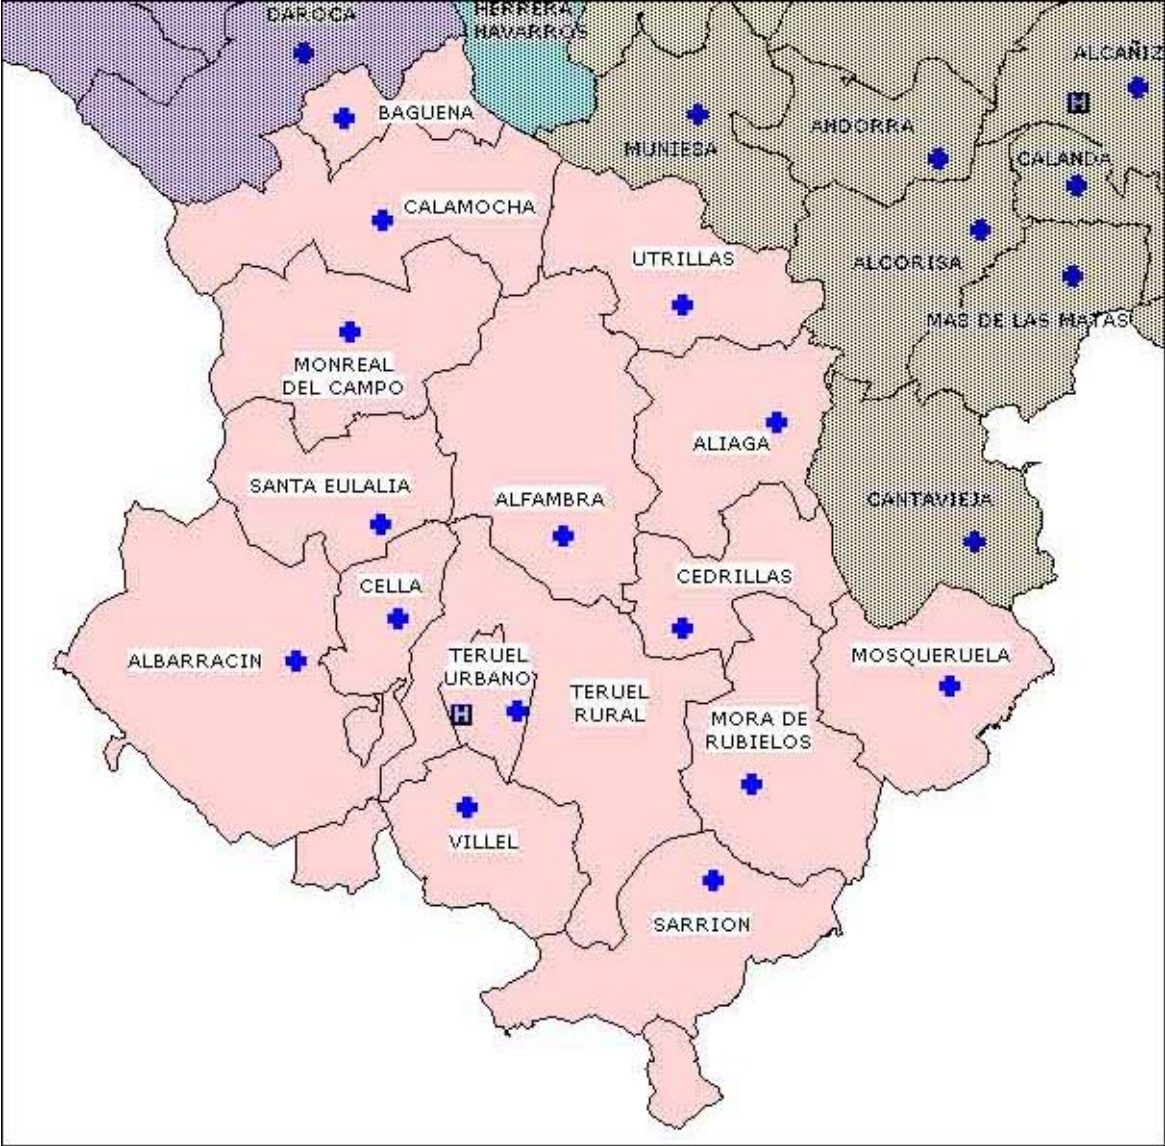 DAROCA
HERRERA
NAVARROS
ALCAÑIZ
H
BAGUENA
MUNIESA
ANDORRA
CALANDA
CALAMOCHA
UTRILLAS
ALCORISA
MAS DE LAS MATAS
MONREAL
DEL CAMPO
ALIAGA
SANTA EULALIA
ALFAMBRA
CANTAVIEJA
CELLA
CEDRILLAS
ALBARRACIN
TERUEL
URBANO
MOSQUERUELA
TERUEL
RURAL
H
MORA DE
RUBIELOS
VILLEL
SARRION